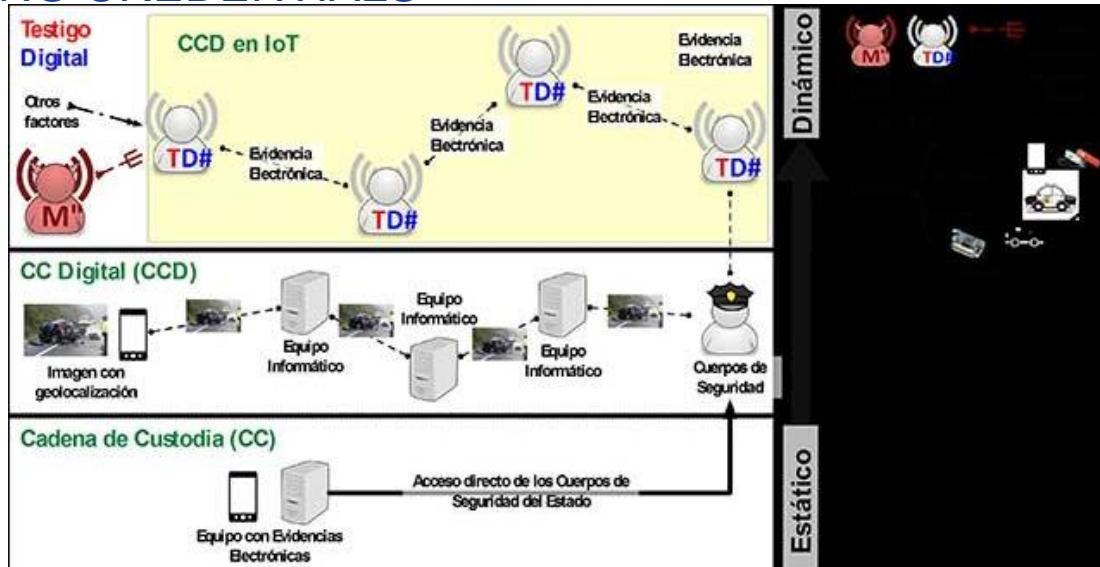 Testigo
Digital
CCD en IoT
Evidencia
Electrónica
Otros
factores
TD#
Evidencia
Electrónica
TD#
Evidencia
Electrónica
TD#
Evidencia
Electrónica
TD#
M"
CC Digital (CCD)
Imagen con
geolocalización
Equipo
Informático
Equipo
Informático
Equipo
Informático
Cuerpos de
Seguridad
Cadena de Custodia (CC)
Equipo con Evidencias
Electrónicas
Acceso directo de los Cuerpos de
Seguridad del Estado
Dinámico
Estático
M"
TD#